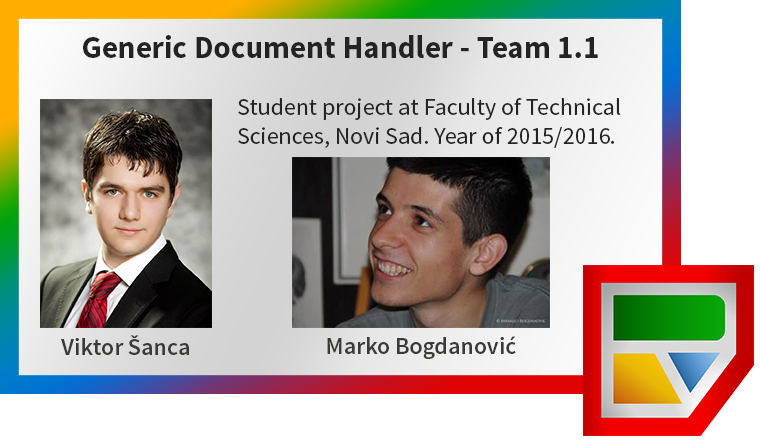 Generic Document Handler - Team 1.1
Student project at Faculty of Technical
Sciences, Novi Sad. Year of 2015/2016.
Viktor Šanca
Marko Bogdanović